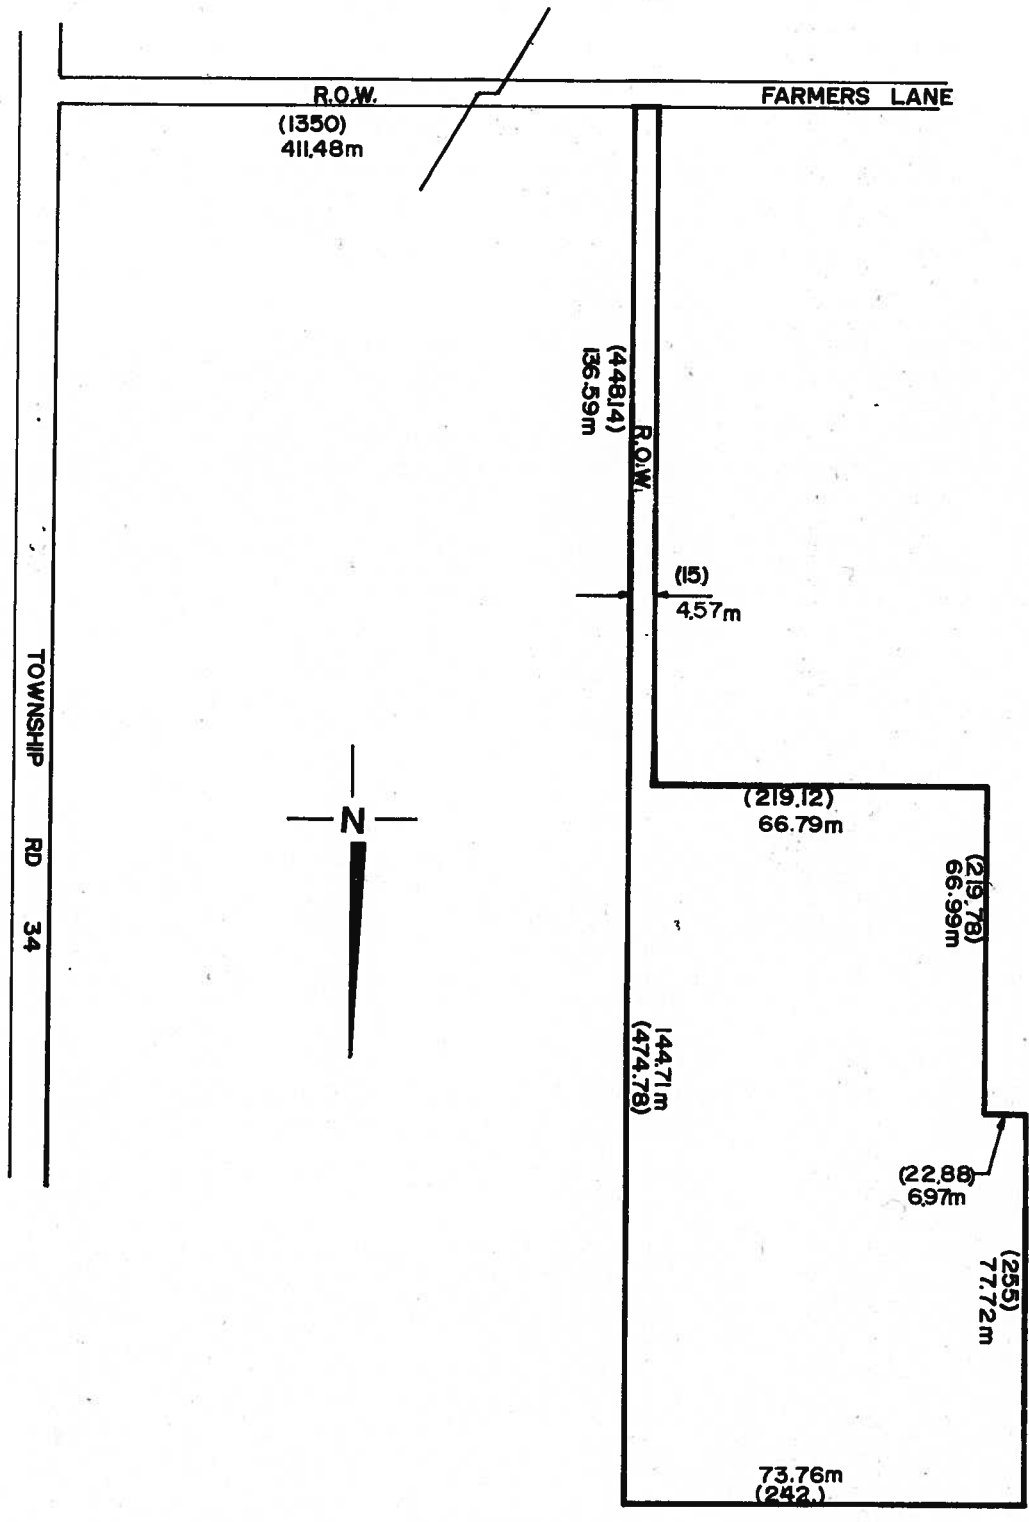 R.O.W.
FARMERS LANE
(1350)
411.48m
(448.14)
136.59m
R.O.W.
(15)
4.57m
TOWNSHIP RD 34
N
(219.12)
66.79m
(219.78)
66.99m
144.71m
(474.78)
(22.88)
6.97m
(255)
77.72m
73.76m
(242.)